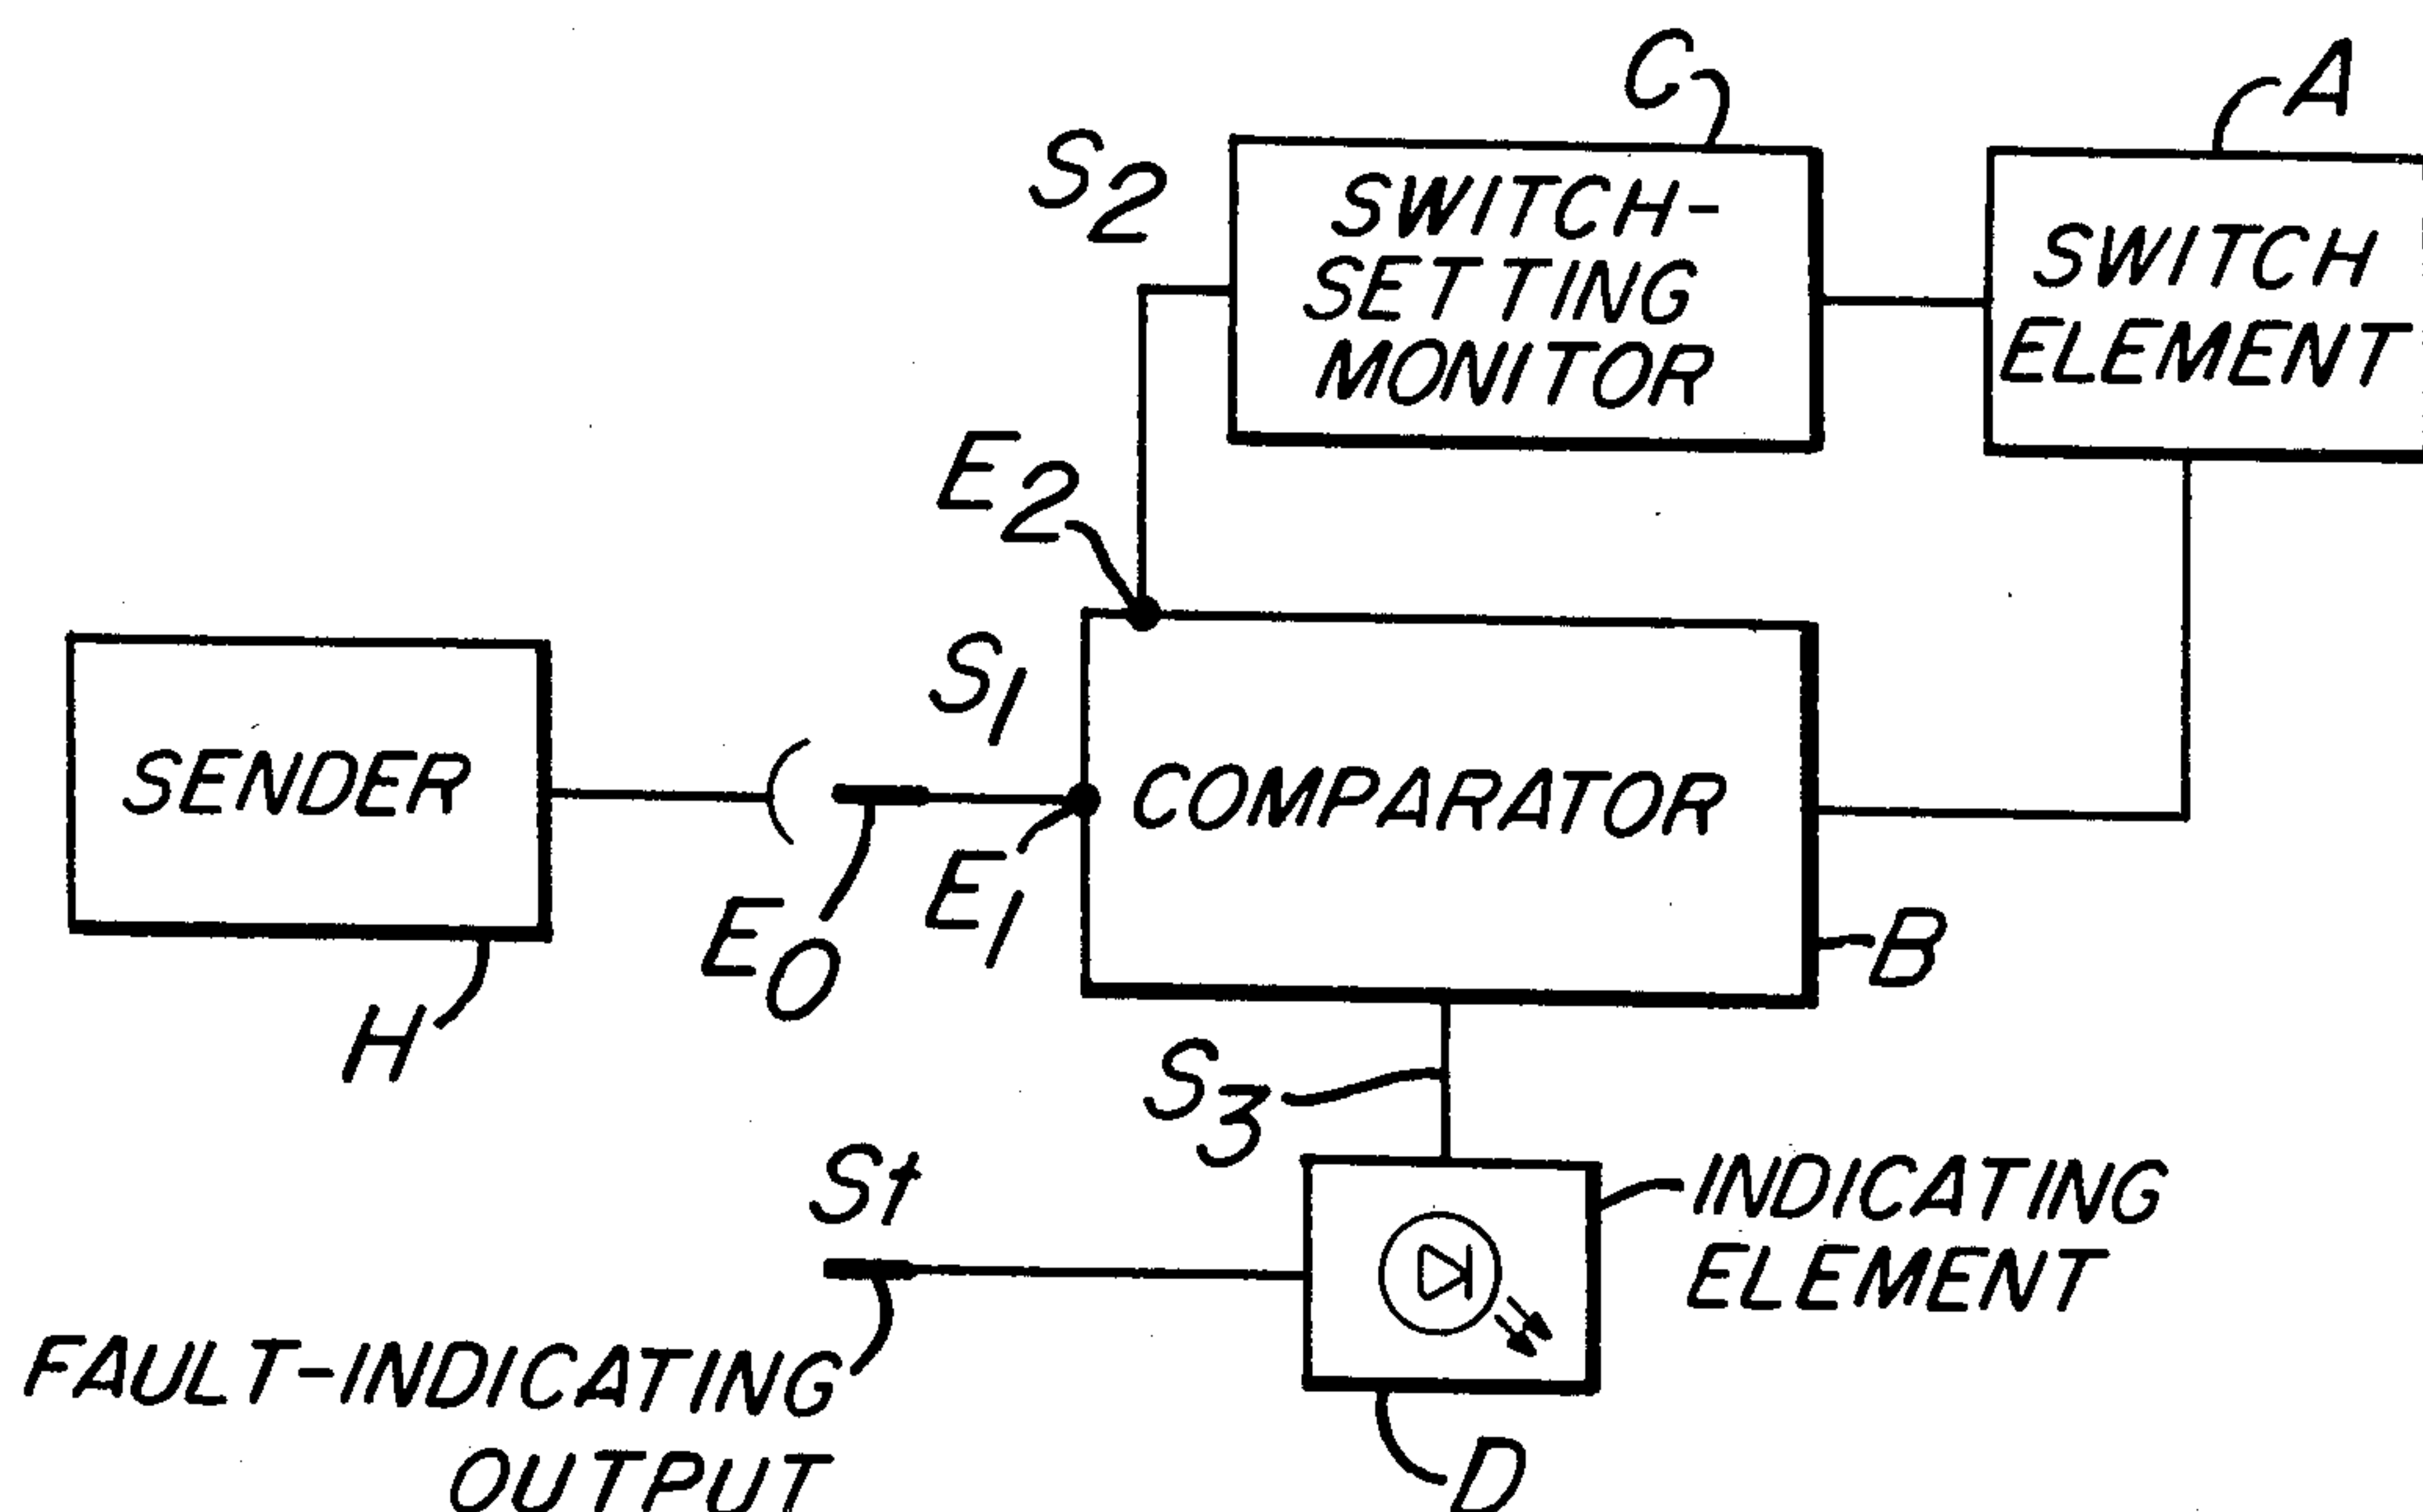 C
A
S2
SWITCH-
SETTING
MONITOR
SWITCH
ELEMENT
E2
S1
SENDER
COMPARATOR
E0
E1
B
H
S3
St
INDICATING
ELEMENT
FAULT-INDICATING
OUTPUT
D